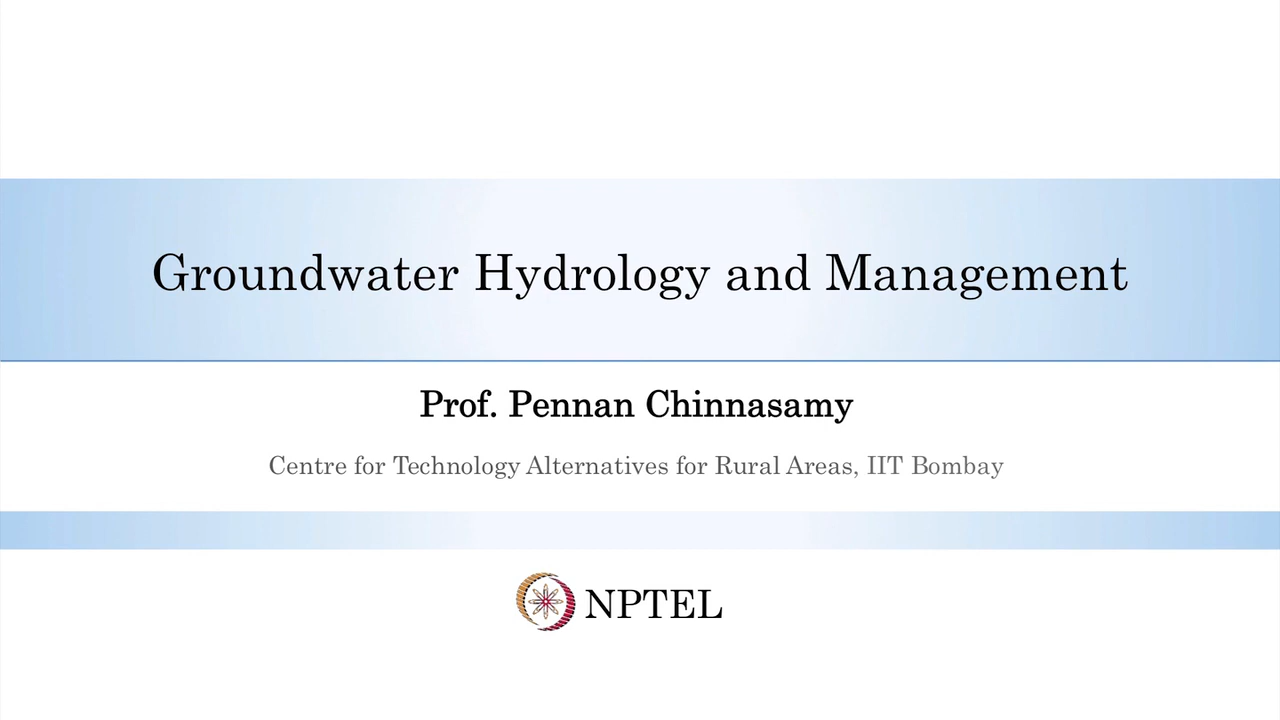 Groundwater Hydrology and Management
Prof. Pennan Chinnasamy
Centre for Technology Alternatives for Rural Areas, IIT Bombay
NPTEL